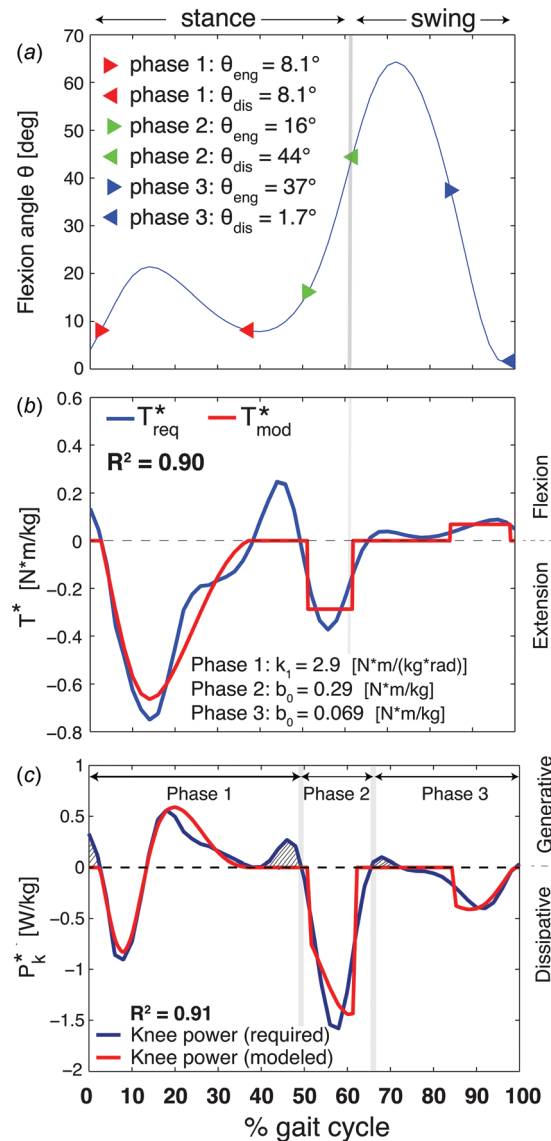 stance swing
(a)
70
60
50
40
30
20
10
0
Flexion angle θ [deg]
phase 1: θeng = 8.1°
phase 1: θdis = 8.1°
phase 2: θeng = 16°
phase 2: θdis = 44°
phase 3: θeng = 37°
phase 3: θdis = 1.7°
(b)
0.6
0.4
0.2
0
−0.2
−0.4
−0.6
−0.8
T* [N*m/kg]
T*req T*mod
R² = 0.90
Flexion
Extension
Phase 1: k1 = 2.9 [N*m/(kg*rad)]
Phase 2: b0 = 0.29 [N*m/kg]
Phase 3: b0 = 0.069 [N*m/kg]
(c)
1
0.5
0
−0.5
−1
−1.5
−2
P*k [W/kg]
Phase 1 Phase 2 Phase 3
Generative
Dissipative
R² = 0.91
Knee power (required)
Knee power (modeled)
0 10 20 30 40 50 60 70 80 90 100
% gait cycle